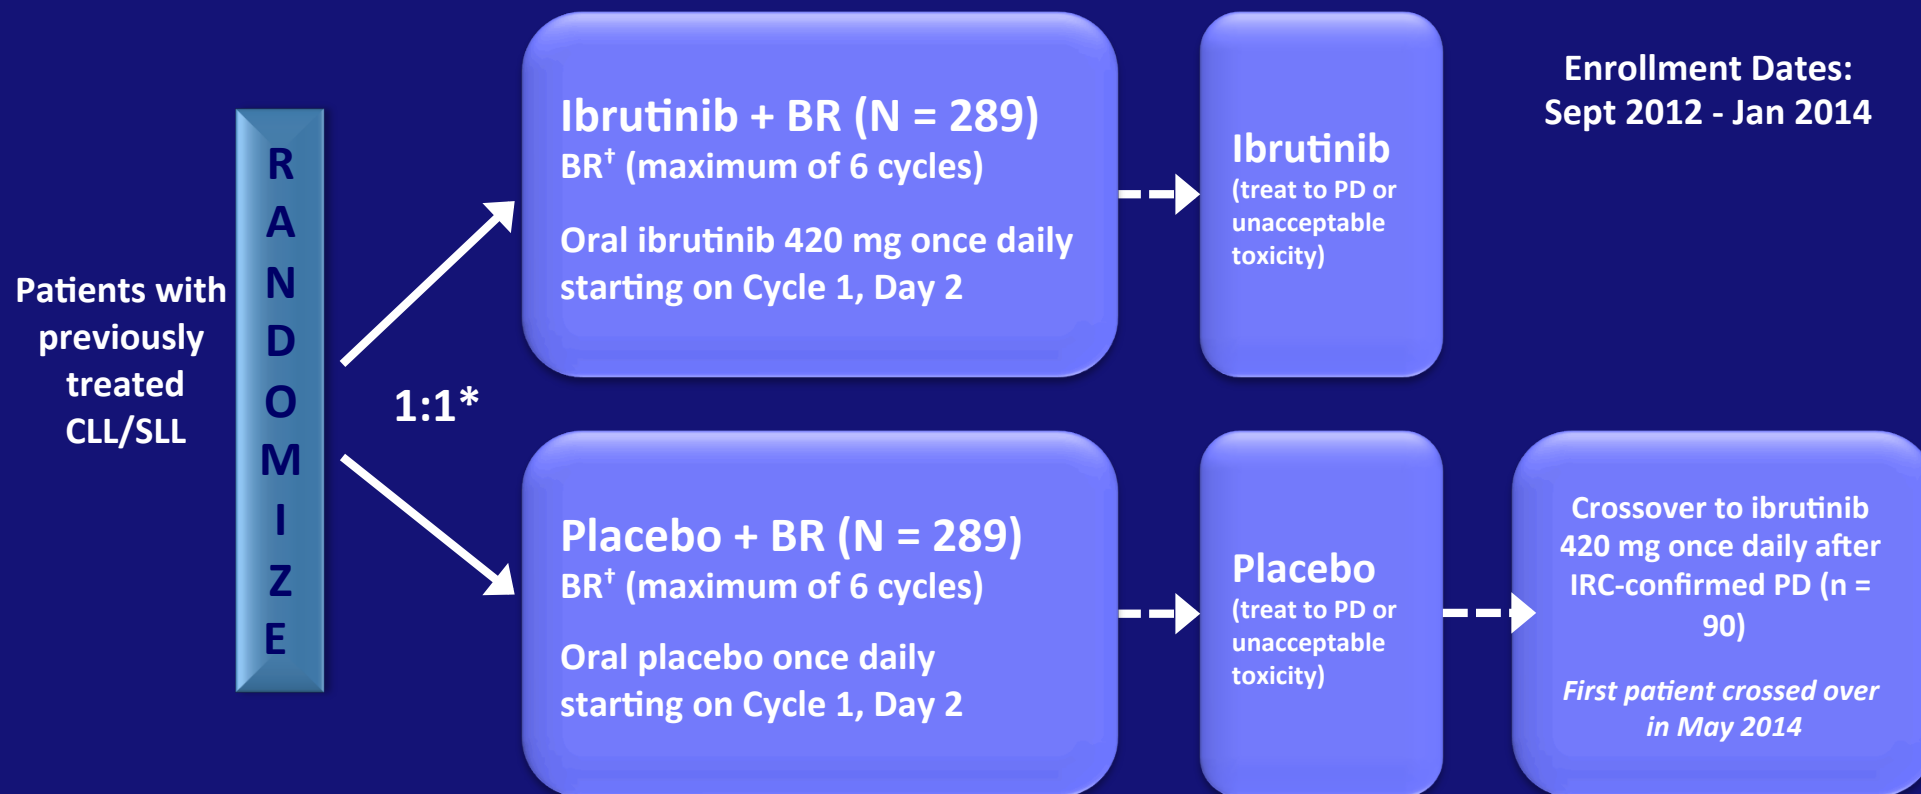 Enrollment Dates:
Sept 2012 - Jan 2014
Patients with
previously
treated
CLL/SLL
R
A
N
D
O
M
I
Z
E
1:1*
Ibrutinib + BR (N = 289)
BR† (maximum of 6 cycles)
Oral ibrutinib 420 mg once daily
starting on Cycle 1, Day 2
Ibrutinib
(treat to PD or
unacceptable
toxicity)
Placebo + BR (N = 289)
BR† (maximum of 6 cycles)
Oral placebo once daily
starting on Cycle 1, Day 2
Placebo
(treat to PD or
unacceptable
toxicity)
Crossover to ibrutinib
420 mg once daily after
IRC-confirmed PD (n =
90)
First patient crossed over
in May 2014